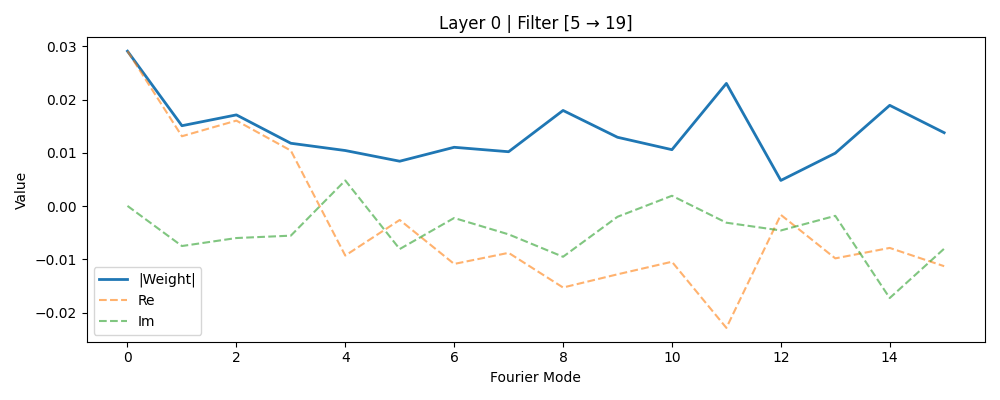 Layer 0 | Filter [5 → 19]
0.03
0.02
0.01
0.00
−0.01
−0.02
Value
|Weight|
Re
Im
0 2 4 6 8 10 12 14
Fourier Mode